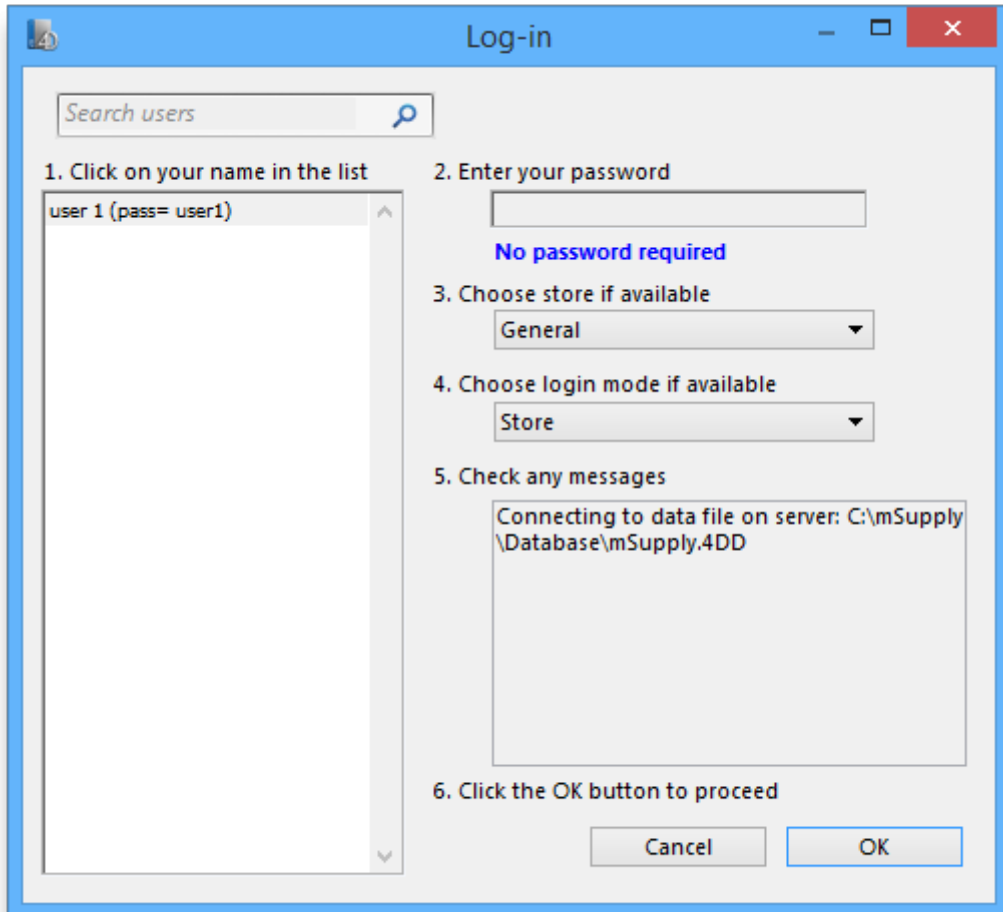 Log-in
Search users
1. Click on your name in the list
user 1 (pass= user1)
2. Enter your password
No password required
3. Choose store if available
General
4. Choose login mode if available
Store
5. Check any messages
Connecting to data file on server: C:\mSupply
\Database\mSupply.4DD
6. Click the OK button to proceed
Cancel
OK